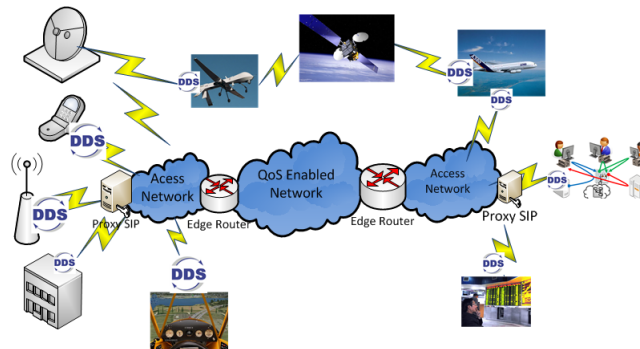 DDS
DDS
DDS
DDS
DDS
DDS
Acess
Network
QoS Enabled
Network
Access
Network
DDS
Proxy SIP
Edge Router
Edge Router
Proxy SIP
DDS
DDS
DDS